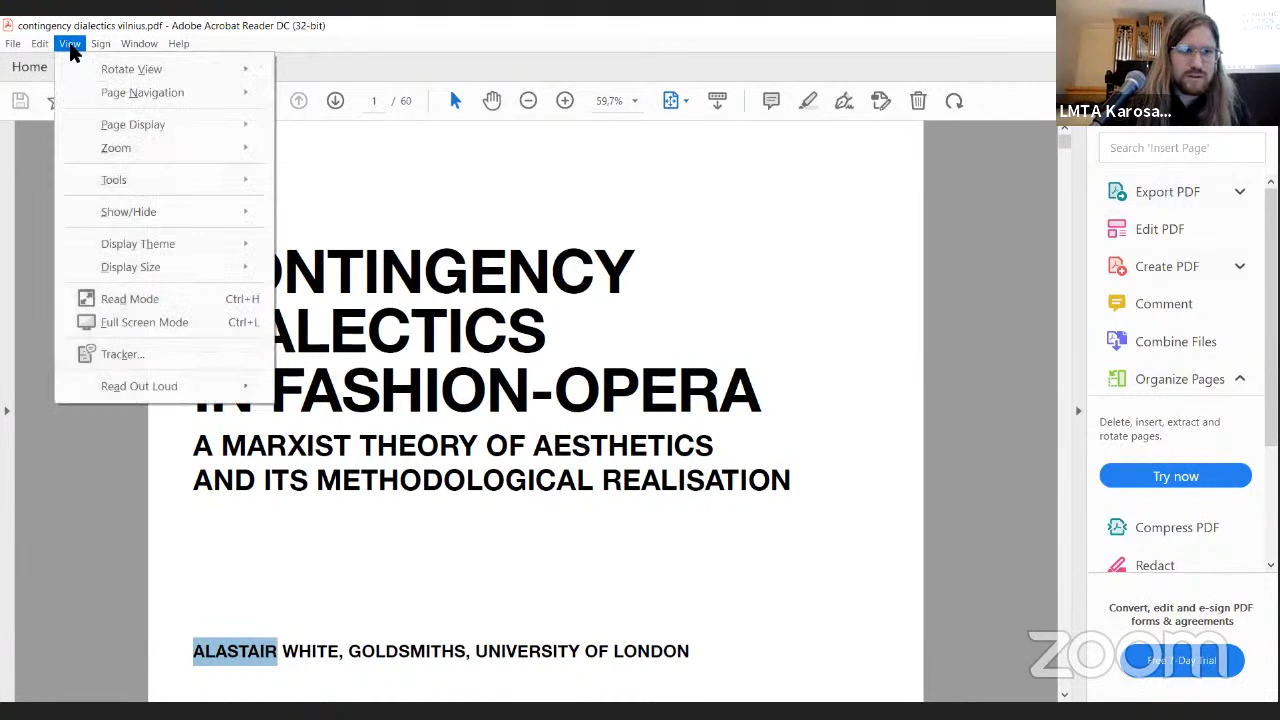 contingency dialectics vilnius.pdf - Adobe Acrobat Reader DC (32-bit)
File Edit View Sign Window Help
Home
1 / 67
59,7%
Rotate View
Page Navigation
Page Display
Zoom
Tools
Show/Hide
Display Theme
Display Size
Read Mode Ctrl+H
Full Screen Mode Ctrl+L
Tracker...
Read Out Loud
ONTINGENCY
ALECTICS
IN FASHION-OPERA
A MARXIST THEORY OF AESTHETICS
AND ITS METHODOLOGICAL REALISATION
ALASTAIR WHITE, GOLDSMITHS, UNIVERSITY OF LONDON
LMTA Karosa...
Search 'Insert Page'
Export PDF
Edit PDF
Create PDF
Comment
Combine Files
Organize Pages
Delete, insert, extract and
rotate pages.
Try now
Compress PDF
Redact
Convert, edit and e-sign PDF
forms & agreements
Free 7-Day Trial
zoom